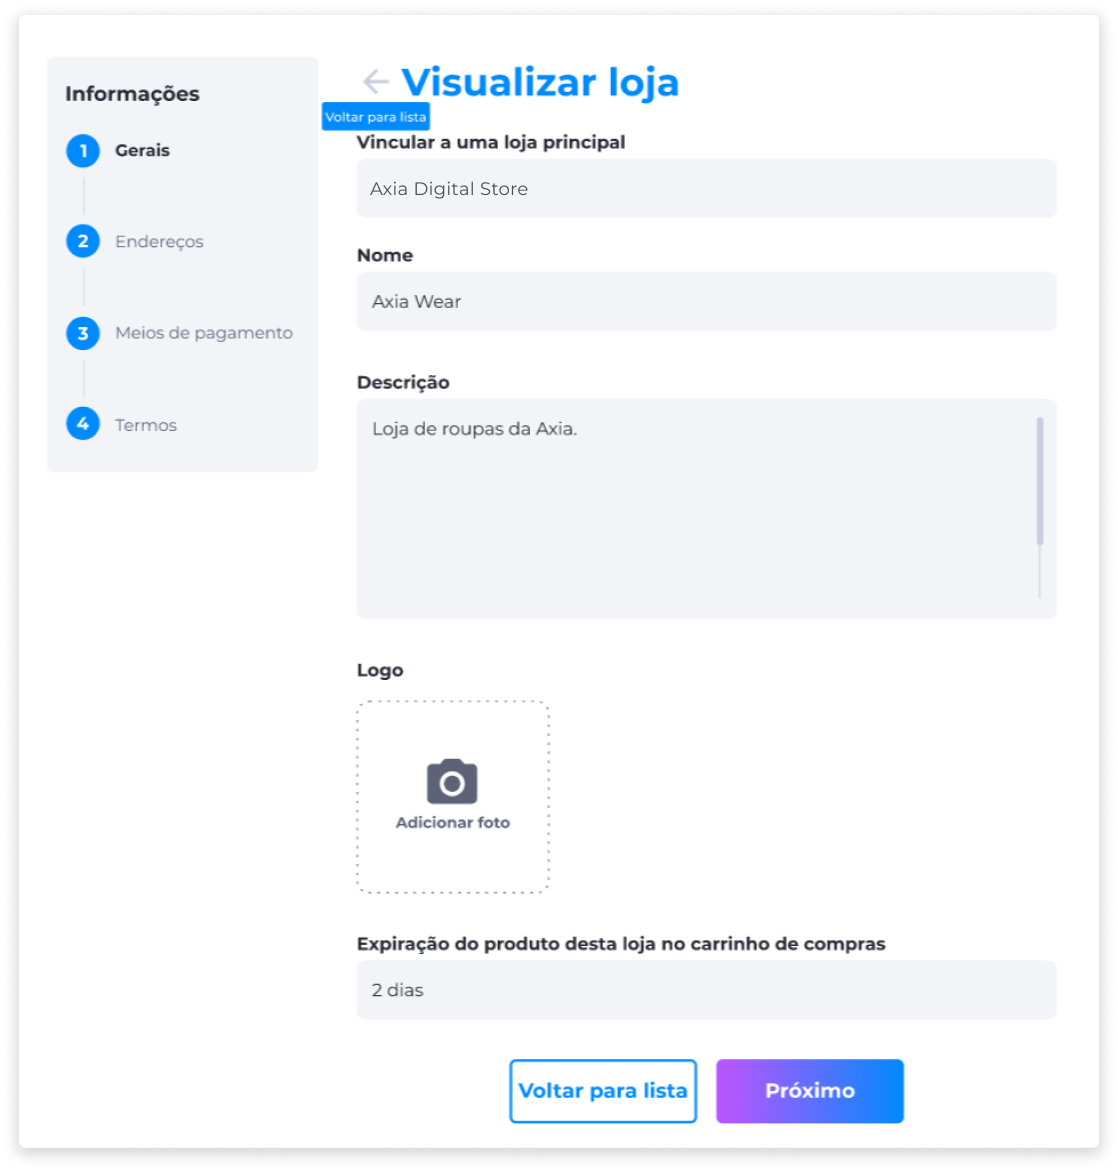 Informações
1 Gerais
2 Endereços
3 Meios de pagamento
4 Termos
Visualizar loja
Voltar para lista
Vincular a uma loja principal
Axia Digital Store
Nome
Axia Wear
Descrição
Loja de roupas da Axia.
Logo
Adicionar foto
Expiração do produto desta loja no carrinho de compras
2 dias
Voltar para lista
Próximo